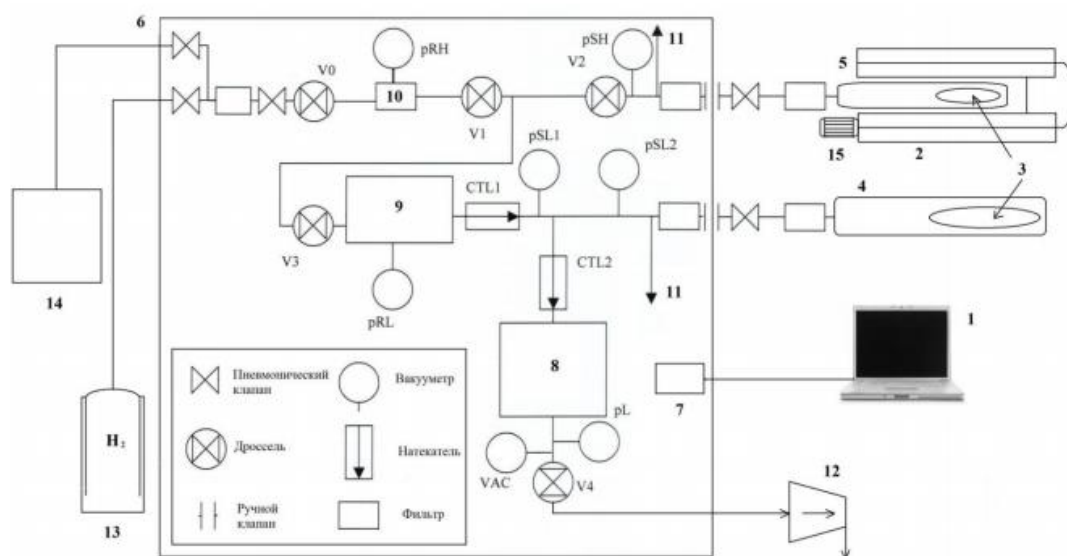 6
pRH
V0
10
V1
V2
pSH
11
5
15
2
3
pSL1
pSL2
CTL1
9
V3
pRL
CTL2
4
11
14
8
1
7
pL
VAC
V4
12
H₂
13
Пневмонический
клапан
Вакууметр
Дроссель
Натекатель
Ручной
клапан
Фильтр